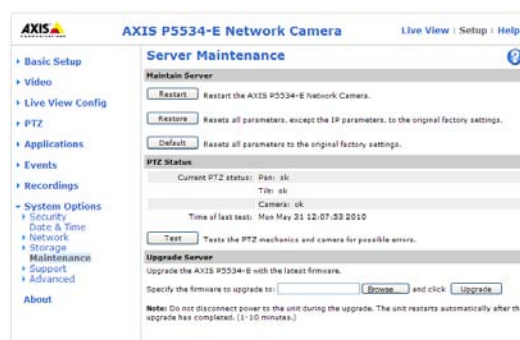 AXIS
COMMUNICATIONS
AXIS P5534-E Network Camera
Live View | Setup | Help
Basic Setup
Video
Live View Config
PTZ
Applications
Events
Recordings
System Options
Security
Date & Time
Network
Storage
Maintenance
Support
Advanced
About
Server Maintenance
?
Maintain Server
Restart Restart the AXIS P5534-E Network Camera.
Restore Resets all parameters, except the IP parameters, to the original factory settings.
Default Resets all parameters to the original factory settings.
PTZ Status
Current PTZ status: Pan: ok
Tilt: ok
Camera: ok
Time of last test: Mon May 31 12:07:33 2010
Test Tests the PTZ mechanics and camera for possible errors.
Upgrade Server
Upgrade the AXIS P5534-E with the latest firmware.
Specify the firmware to upgrade to: Browse... and click Upgrade
Note: Do not disconnect power to the unit during the upgrade. The unit restarts automatically after th
upgrade has completed. (1-10 minutes.)